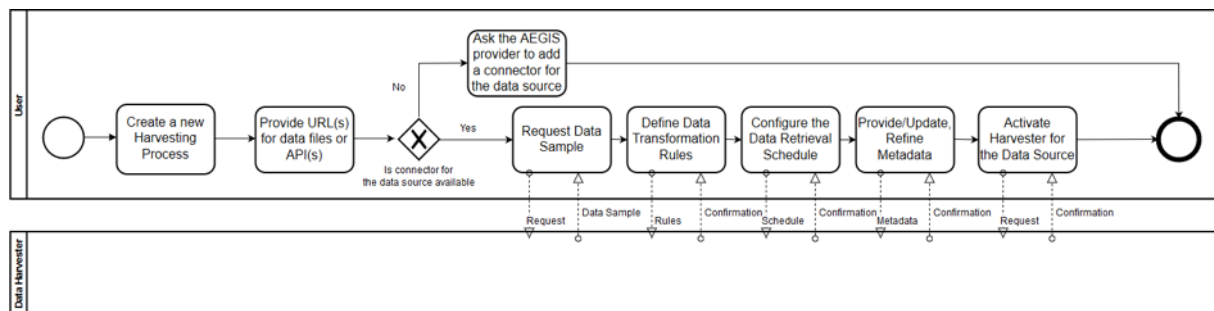 User
Ask the AEGIS
provider to add
a connector for
the data source
No
Create a new
Harvesting
Process
Provide URL(s)
for data files or
API(s)
Yes
Is connector for
the data source available
Request Data
Sample
Define Data
Transformation
Rules
Configure the
Data Retrieval
Schedule
Provide/Update,
Refine
Metadata
Activate
Harvester for
the Data Source
Request
Data Sample
Rules
Confirmation
Schedule
Confirmation
Metadata
Confirmation
Request
Confirmation
Data Harvester